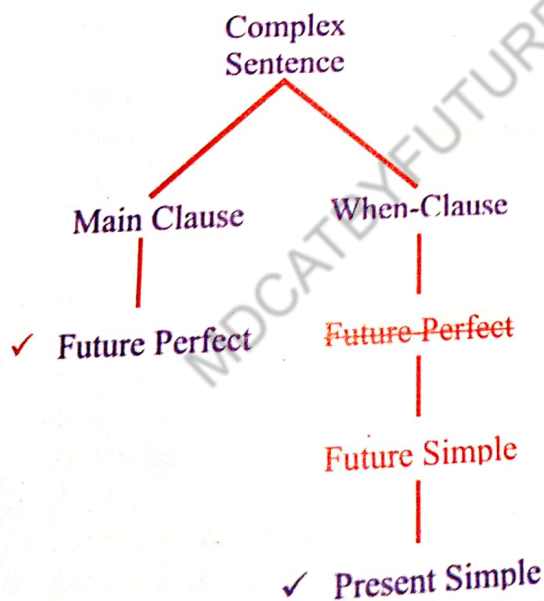 Complex
Sentence
Main Clause
When-Clause
✓ Future Perfect
Future Perfect
Future Simple
✓ Present Simple
MDCATBYFUTURE